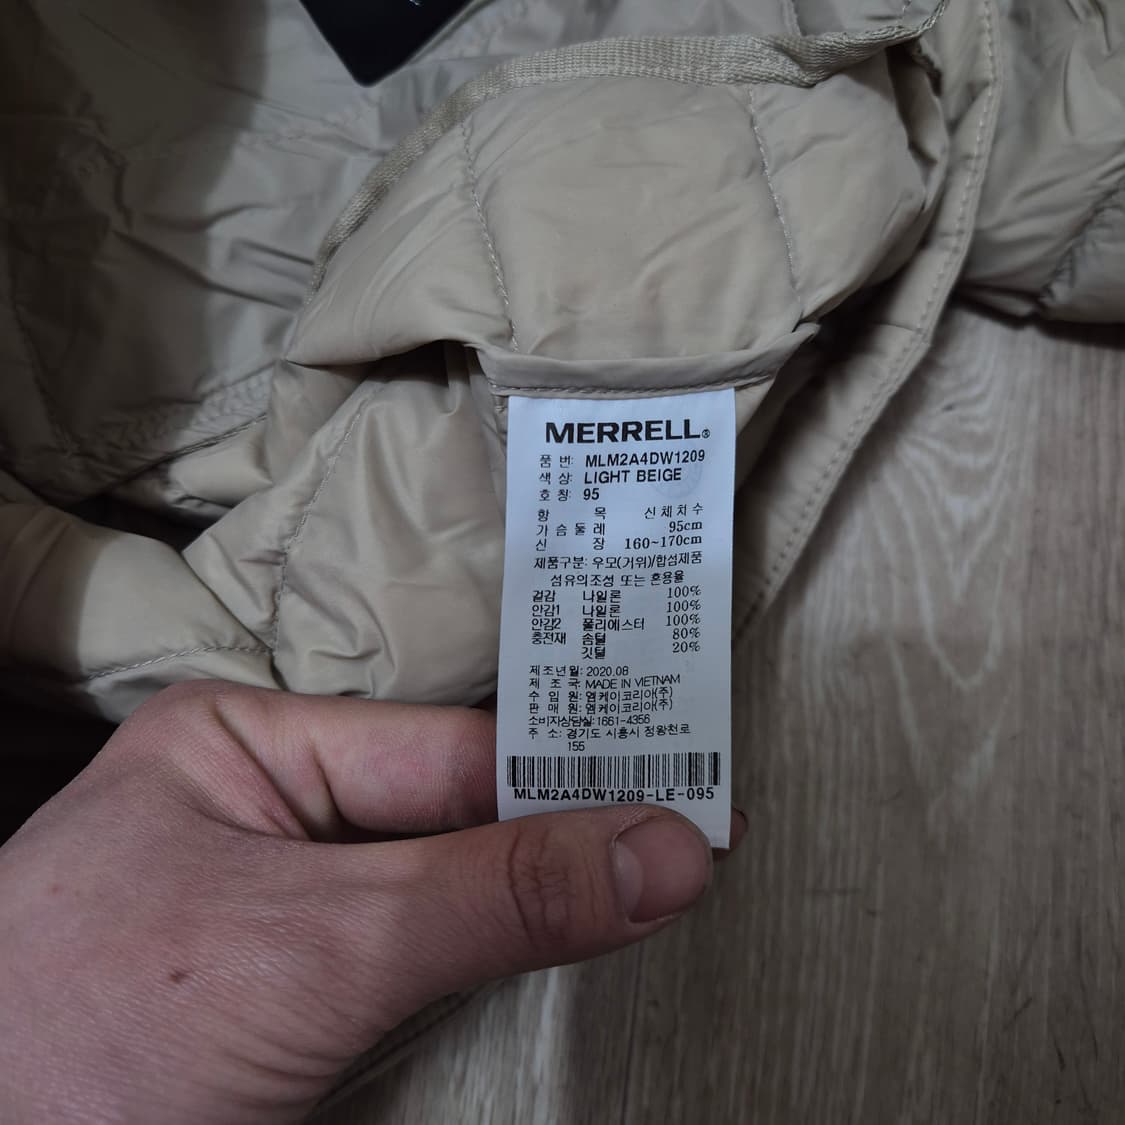 MERRELL®
품 번: MLM2A4DW1209
색 상: LIGHT BEIGE
호 칭: 95
항 목 신체치수
가슴둘레 95cm
신 장 160~170cm
제품구분: 우모(거위)/합섬제품
섬유의조성 또는 혼용율
겉감 나일론 100%
안감1 나일론 100%
안감2 폴리에스터 100%
충전재 솜털 80%
깃털 20%
제조년월: 2020.08
제 조 국: MADE IN VIETNAM
수 입 원: 엠케이코리아(주)
판 매 원: 엠케이코리아(주)
소비자상담실: 1661-4356
주 소: 경기도 시흥시 정왕천로
155
MLM2A4DW1209-LE-095